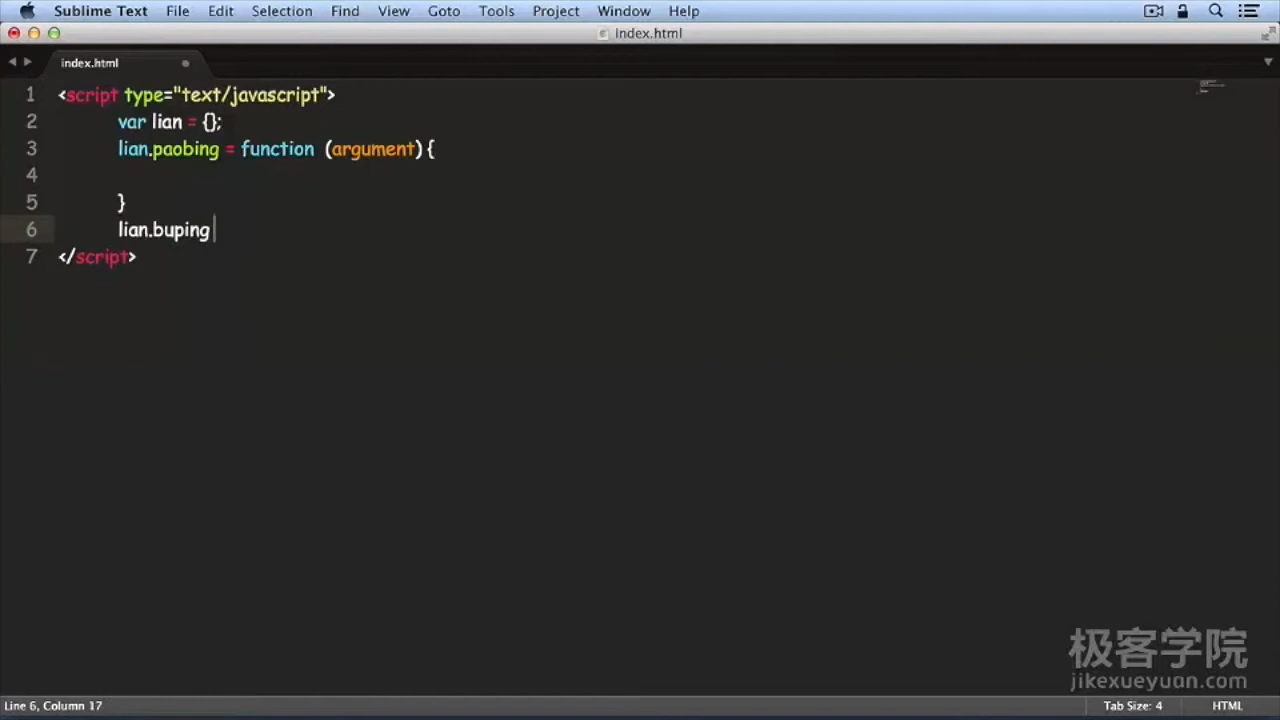 Sublime Text File Edit Selection Find View Goto Tools Project Window Help
index.html
index.html
1 <script type="text/javascript">
2 var lian = {};
3 lian.paobing = function (argument) {
4
5 }
6 lian.buping
7 </script>
极客学院
jikexueyuan.com
Line 6, Column 17 Tab Size: 4 HTML